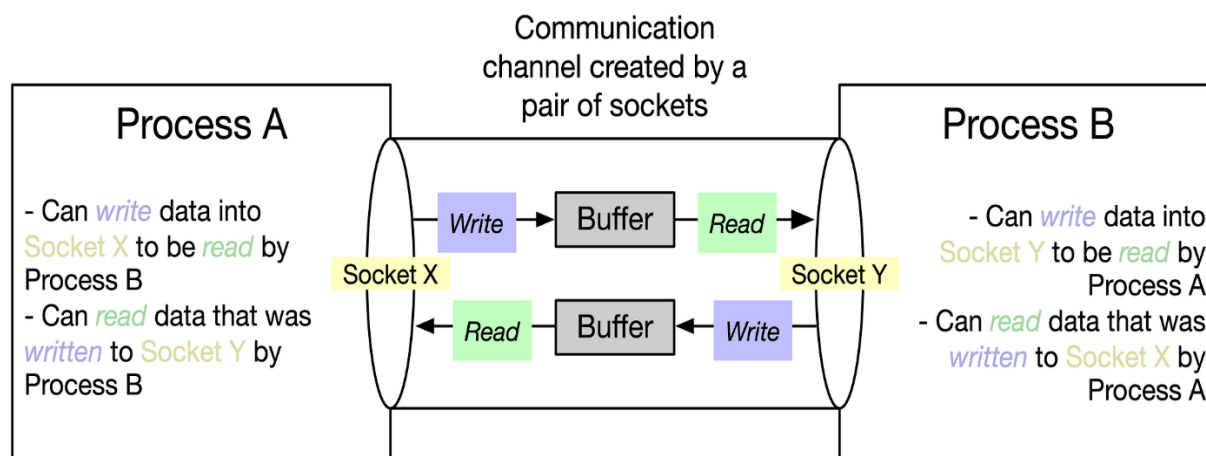 Communication
channel created by a
pair of sockets
Process A
- Can write data into
Socket X to be read by
Process B
- Can read data that was
written to Socket Y by
Process B
Write
Buffer
Read
Socket X
Socket Y
Read
Buffer
Write
Process B
- Can write data into
Socket Y to be read by
Process A
- Can read data that was
written to Socket X by
Process A